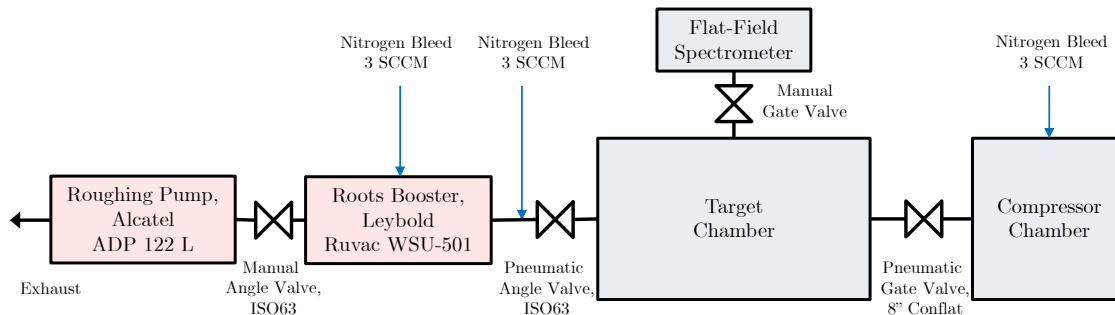 Flat-Field
Spectrometer
Nitrogen Bleed
3 SCCM
Nitrogen Bleed
3 SCCM
Nitrogen Bleed
3 SCCM
Manual
Gate Valve
Roughing Pump,
Alcatel
ADP 122 L
Roots Booster,
Leybold
Ruvac WSU-501
Target
Chamber
Compressor
Chamber
Exhaust
Manual
Angle Valve,
ISO63
Pneumatic
Angle Valve,
ISO63
Pneumatic
Gate Valve,
8" Conflat